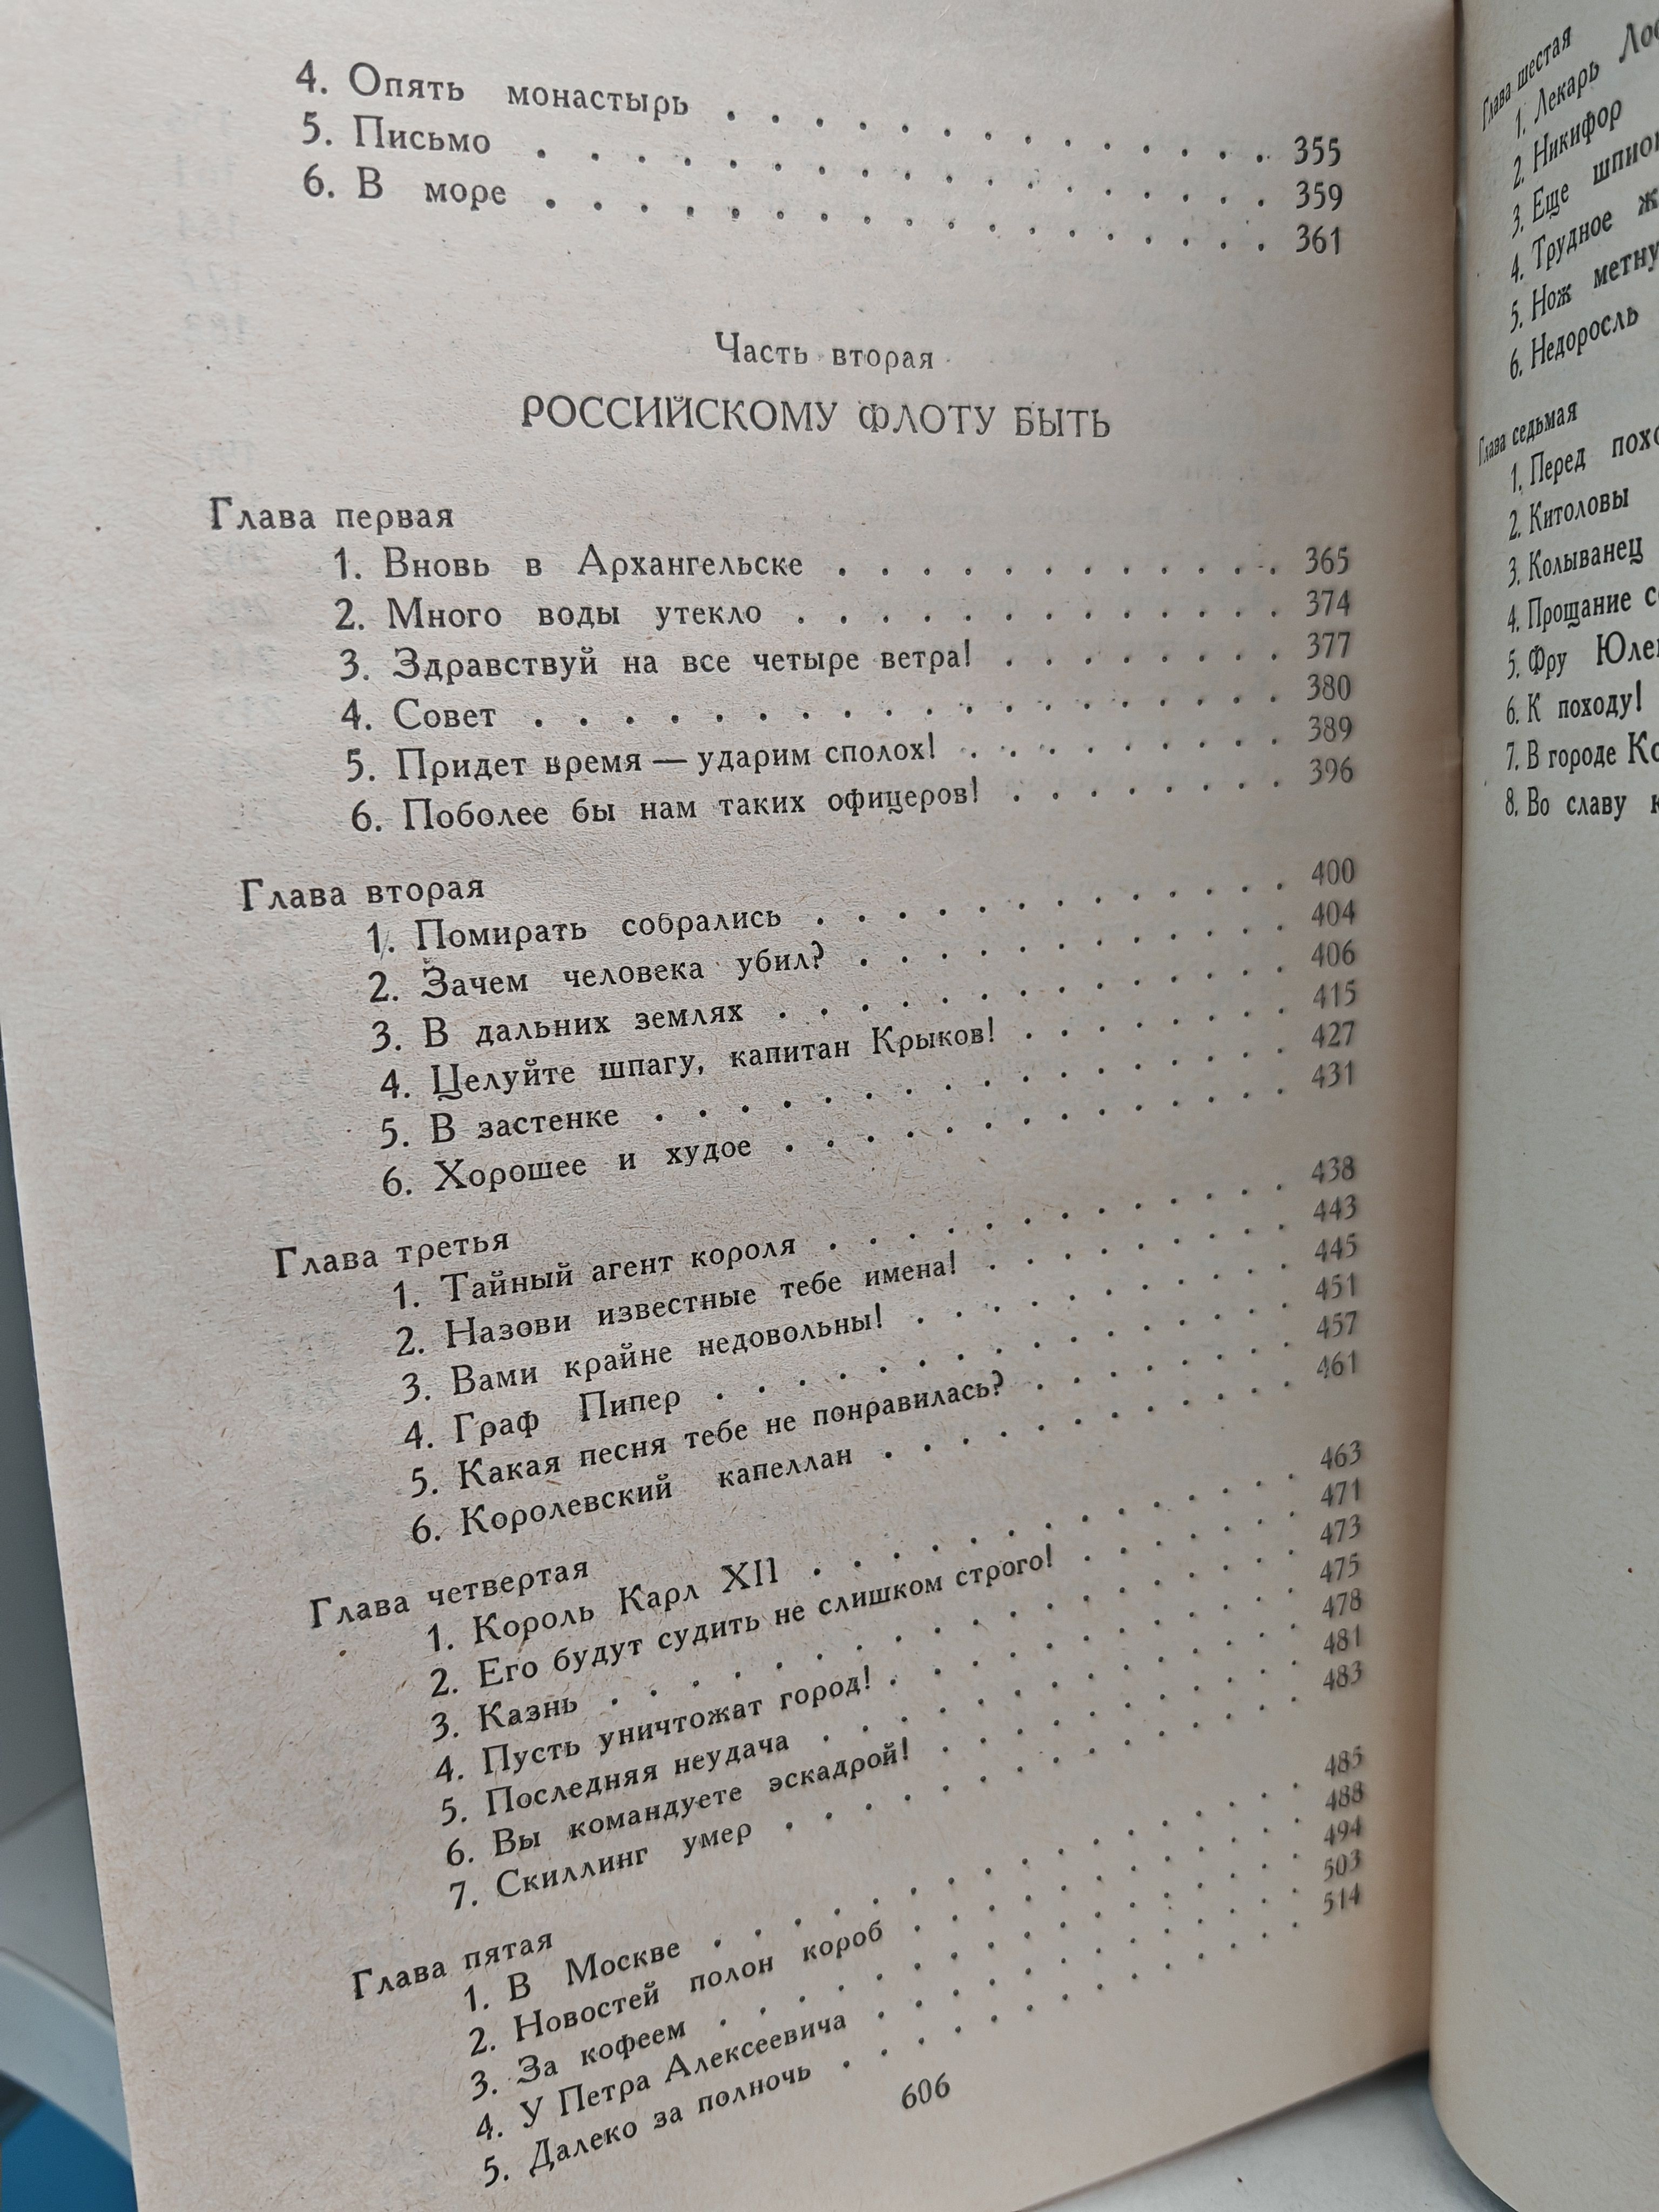 4. Опять монастырь . . . . . . . . . . . . 355
5. Письмо . . . . . . . . . . . . . . . . 359
6. В море . . . . . . . . . . . . . . . . 361
Часть вторая
РОССИЙСКОМУ ФЛОТУ БЫТЬ
Глава первая
1. Вновь в Архангельске . . . . . . . . . . . 365
2. Много воды утекло . . . . . . . . . . . . 374
3. Здравствуй на все четыре ветра! . . . . . . . 377
4. Совет . . . . . . . . . . . . . . . . . 380
5. Придет время — ударим сполох! . . . . . . . . 389
6. Поболее бы нам таких офицеров! . . . . . . . 396
Глава вторая
1. Помирать собрались . . . . . . . . . . . . 400
2. Зачем человека убил? . . . . . . . . . . . 404
3. В дальних землях . . . . . . . . . . . . . 406
4. Целуйте шпагу, капитан Крыков! . . . . . . . 415
5. В застенке . . . . . . . . . . . . . . . 427
6. Хорошее и худое . . . . . . . . . . . . . 431
Глава третья
1. Тайный агент короля . . . . . . . . . . . . 438
2. Назови известные тебе имена! . . . . . . . . 443
3. Вами крайне недовольны! . . . . . . . . . . 445
4. Граф Пипер . . . . . . . . . . . . . . . 451
5. Какая песня тебе не понравилась? . . . . . . . 457
6. Королевский капеллан . . . . . . . . . . . 461
Глава четвертая
1. Король Карл XII . . . . . . . . . . . . . 463
2. Его будут судить не слишком строго! . . . . . . 471
3. Казнь . . . . . . . . . . . . . . . . . 473
4. Пусть уничтожат город! . . . . . . . . . . . 475
5. Последняя неудача . . . . . . . . . . . . 478
6. Вы командуете эскадрой! . . . . . . . . . . 481
7. Скиллинг умер . . . . . . . . . . . . . . 483
Глава пятая
1. В Москве . . . . . . . . . . . . . . . . 485
2. Новостей полон короб . . . . . . . . . . . 488
3. За кофеем . . . . . . . . . . . . . . . 494
4. У Петра Алексеевича . . . . . . . . . . . . 503
5. Далеко за полночь . . . . . . . . . . . . 514
606
Глава шестая
1. Лекарь
2. Никифор
3. Еще
4. Трудное
5. Нож
6. Недоросль
Глава седьмая
1. Перед
2. Китоловы
3. Колыванец
4. Прощание
5. Фру
6. К походу!
7. В городе
8. Во славу